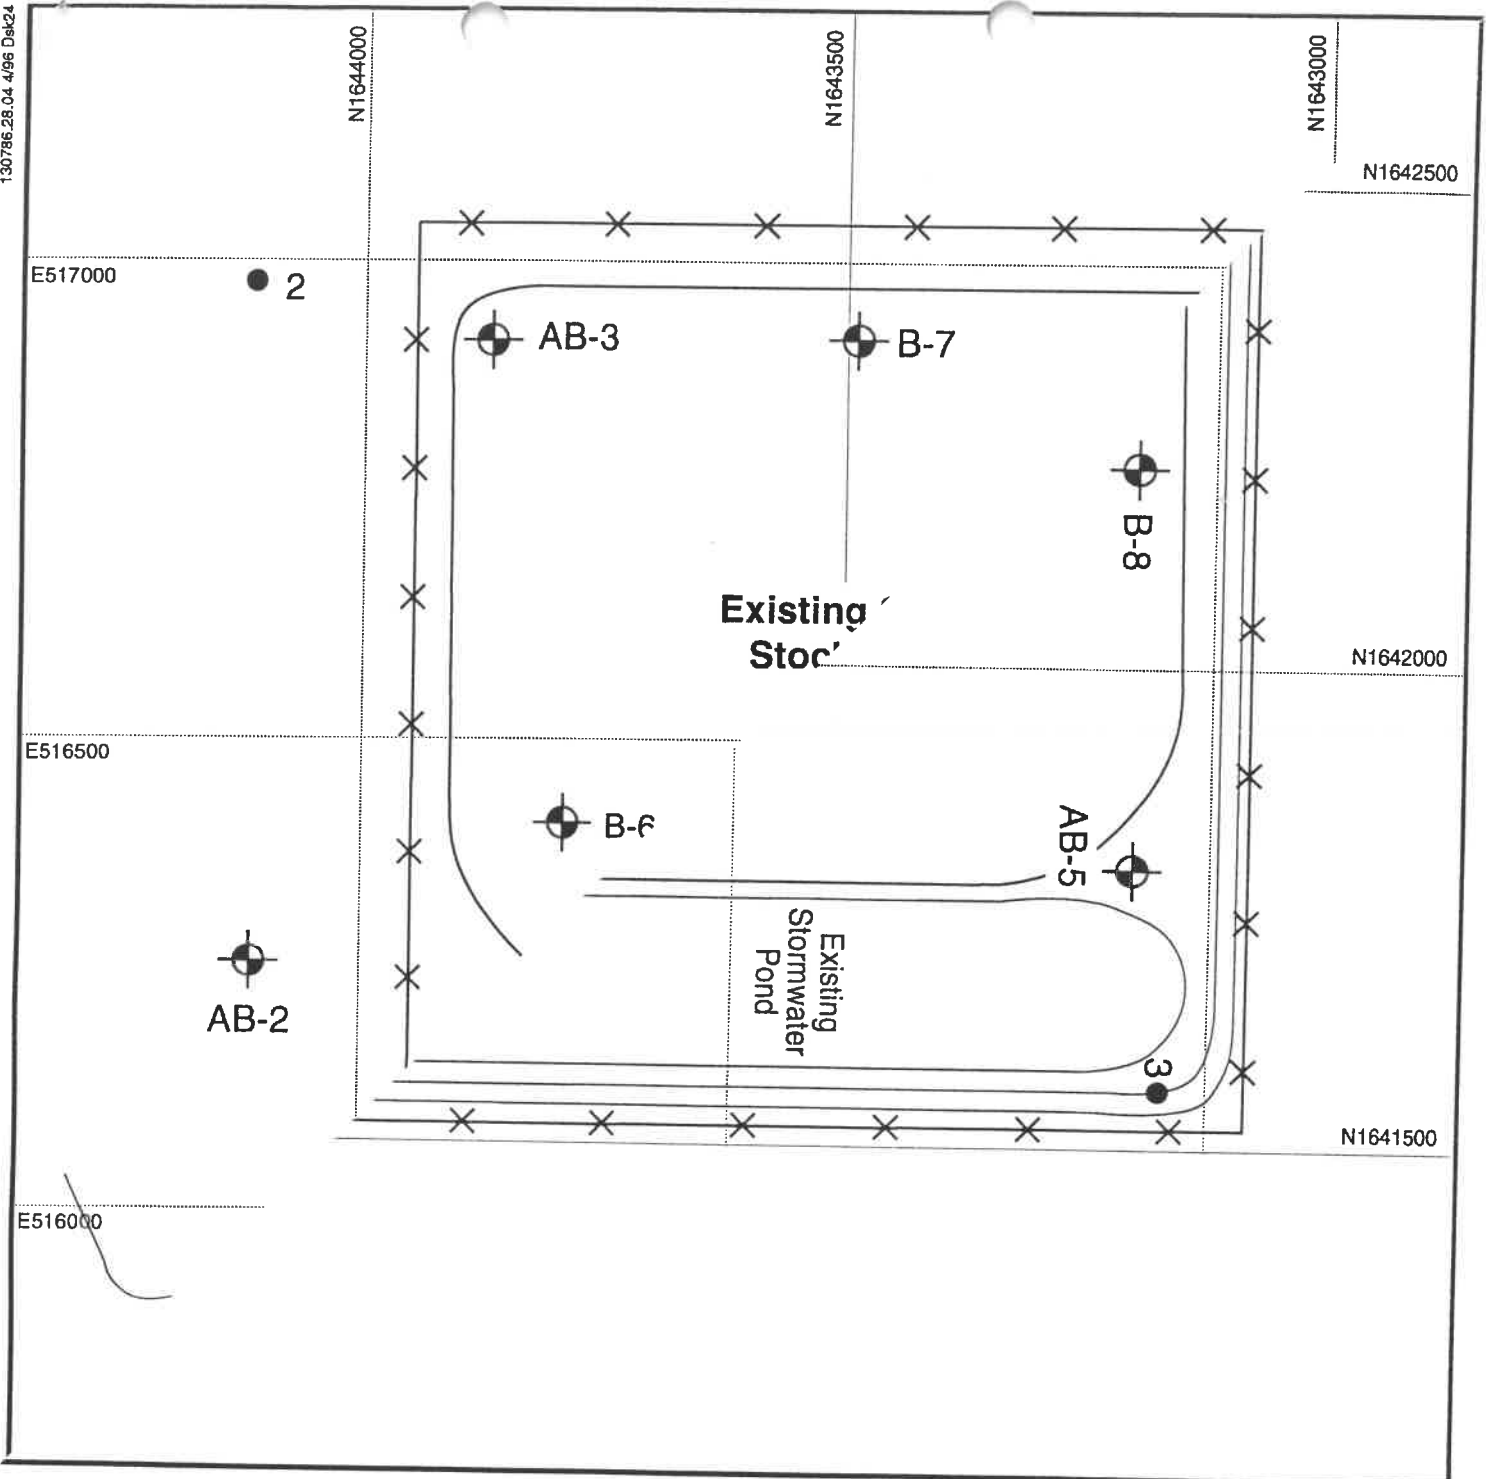 130786.28.04 4/96 Dsk24
N1644000
N1643500
N1643000
N1642500
E517000
2
AB-3
B-7
B-8
Existing
N1642000
E516500
B-6
AB-5
Existing
Stormwater
Pond
AB-2
3
N1641500
E516000